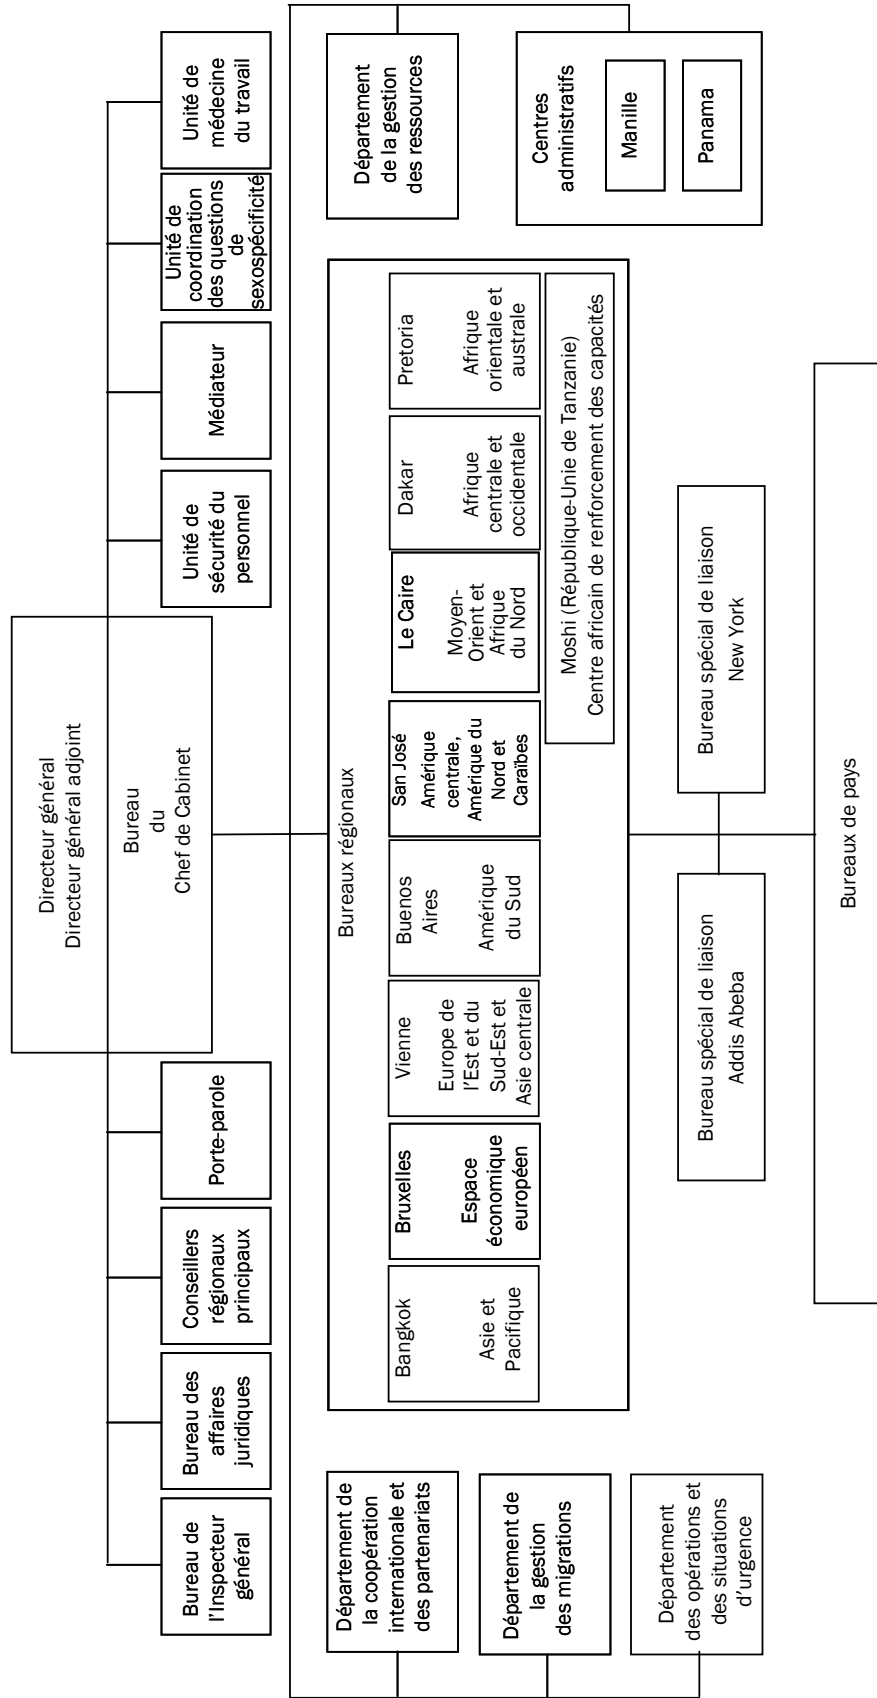 Directeur général
Directeur général adjoint
Bureau
du
Chef de Cabinet
Bureau de
l'Inspecteur
général
Bureau des
affaires
juridiques
Conseillers
régionaux
principaux
Porte-parole
Unité de
sécurité du
personnel
Médiateur
Unité de
coordination
des questions
de
sexospécificité
Unité de
médecine
du travail
Département de
la coopération
internationale et
des partenariats
Département de
la gestion
des migrations
Département
des opérations et
des situations
d'urgence
Bureaux régionaux
Bangkok
Asie et
Pacifique
Bruxelles
Espace
économique
européen
Vienne
Europe de
l'Est et du
Sud-Est et
Asie centrale
Buenos
Aires
Amérique
du Sud
San José
Amérique
centrale,
Amérique du
Nord et
Caraïbes
Le Caire
Moyen-
Orient et
Afrique
du Nord
Dakar
Afrique
centrale et
occidentale
Pretoria
Afrique
orientale et
australe
Moshi (République-Unie de Tanzanie)
Centre africain de renforcement des capacités
Département
de la gestion
des ressources
Centres
administratifs
Manille
Panama
Bureau spécial de liaison
Addis Abeba
Bureau spécial de liaison
New York
Bureaux de pays